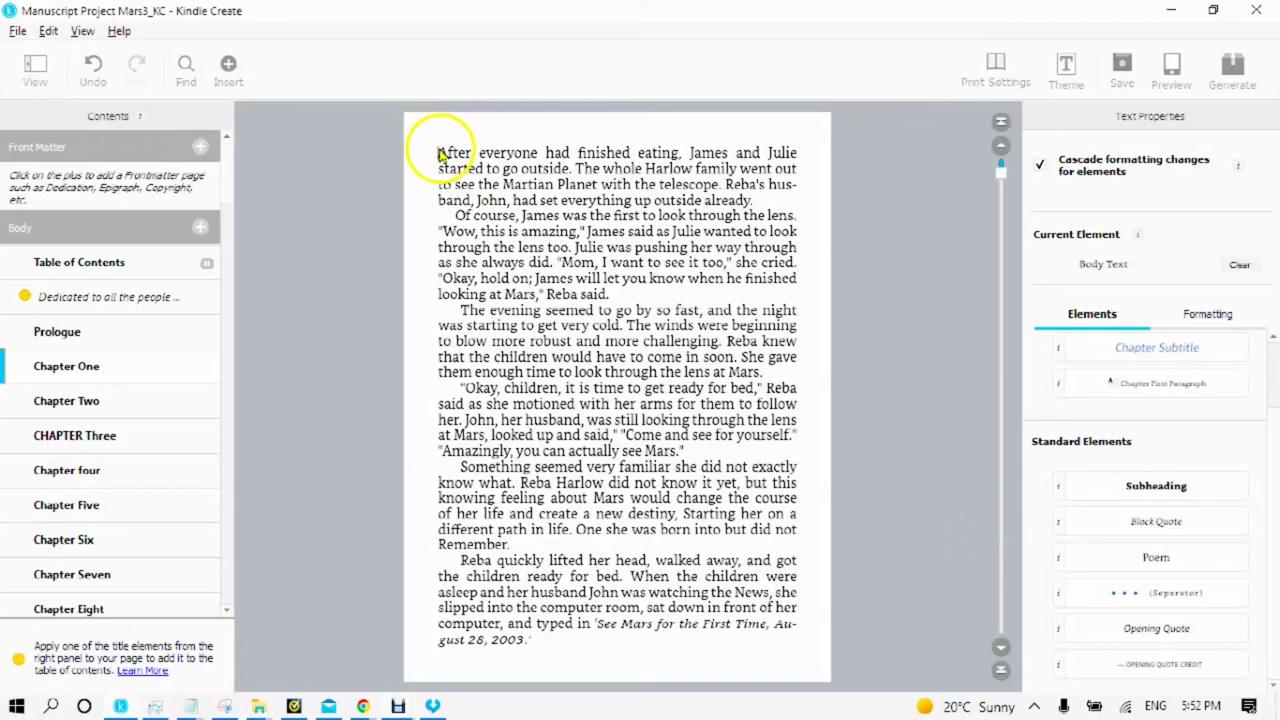 Manuscript Project Mars3_KC - Kindle Create
File Edit View Help
View Undo Find Insert Print Settings Theme Save Preview Generate
Contents i
Front Matter
Click on the plus to add a Frontmatter page
such as Dedication, Epigraph, Copyright,
etc.
Body
Table of Contents
Dedicated to all the people ...
Prologue
Chapter One
Chapter Two
CHAPTER Three
Chapter four
Chapter Five
Chapter Six
Chapter Seven
Chapter Eight
Apply one of the title elements from the
right panel to your page to add it to the
table of contents. Learn More
After everyone had finished eating, James and Julie
started to go outside. The whole Harlow family went out
to see the Martian Planet with the telescope. Reba's hus-
band, John, had set everything up outside already.
Of course, James was the first to look through the lens.
"Wow, this is amazing," James said as Julie wanted to look
through the lens too. Julie was pushing her way through
as she always did. "Mom, I want to see it too," she cried.
"Okay, hold on; James will let you know when he finished
looking at Mars," Reba said.
The evening seemed to go by so fast, and the night
was starting to get very cold. The winds were beginning
to blow more robust and more challenging. Reba knew
that the children would have to come in soon. She gave
them enough time to look through the lens at Mars.
"Okay, children, it is time to get ready for bed," Reba
said as she motioned with her arms for them to follow
her. John, her husband, was still looking through the lens
at Mars, looked up and said," "Come and see for yourself."
"Amazingly, you can actually see Mars."
Something seemed very familiar she did not exactly
know what. Reba Harlow did not know it yet, but this
knowing feeling about Mars would change the course
of her life and create a new destiny, Starting her on a
different path in life. One she was born into but did not
Remember.
Reba quickly lifted her head, walked away, and got
the children ready for bed. When the children were
asleep and her husband John was watching the News, she
slipped into the computer room, sat down in front of her
computer, and typed in 'See Mars for the First Time, Au-
gust 28, 2003.'
Text Properties
Cascade formatting changes i
for elements
Current Element i
Body Text Clear
Elements Formatting
i Chapter Subtitle
i A Chapter First Paragraph
Standard Elements
i Subheading
i Block Quote
i Poem
i • • • (Separator)
i Opening Quote
i — OPENING QUOTE CREDIT
20°C Sunny ENG 5:52 PM